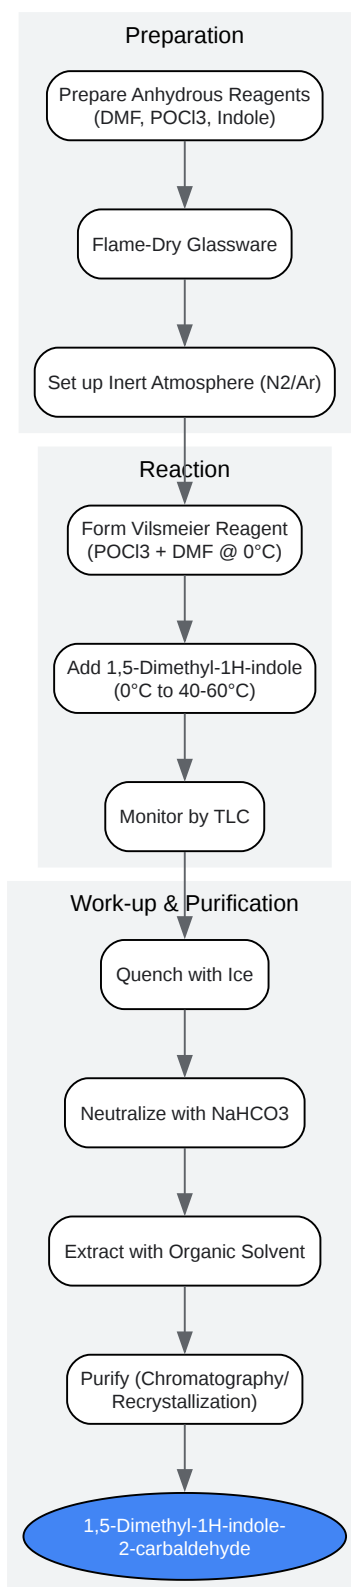 Preparation
Prepare Anhydrous Reagents
(DMF, POCl3, Indole)
Flame-Dry Glassware
Set up Inert Atmosphere (N2/Ar)
Reaction
Form Vilsmeier Reagent
(POCl3 + DMF @ 0°C)
Add 1,5-Dimethyl-1H-indole
(0°C to 40-60°C)
Monitor by TLC
Work-up & Purification
Quench with Ice
Neutralize with NaHCO3
Extract with Organic Solvent
Purify (Chromatography/
Recrystallization)
1,5-Dimethyl-1H-indole-
2-carbaldehyde